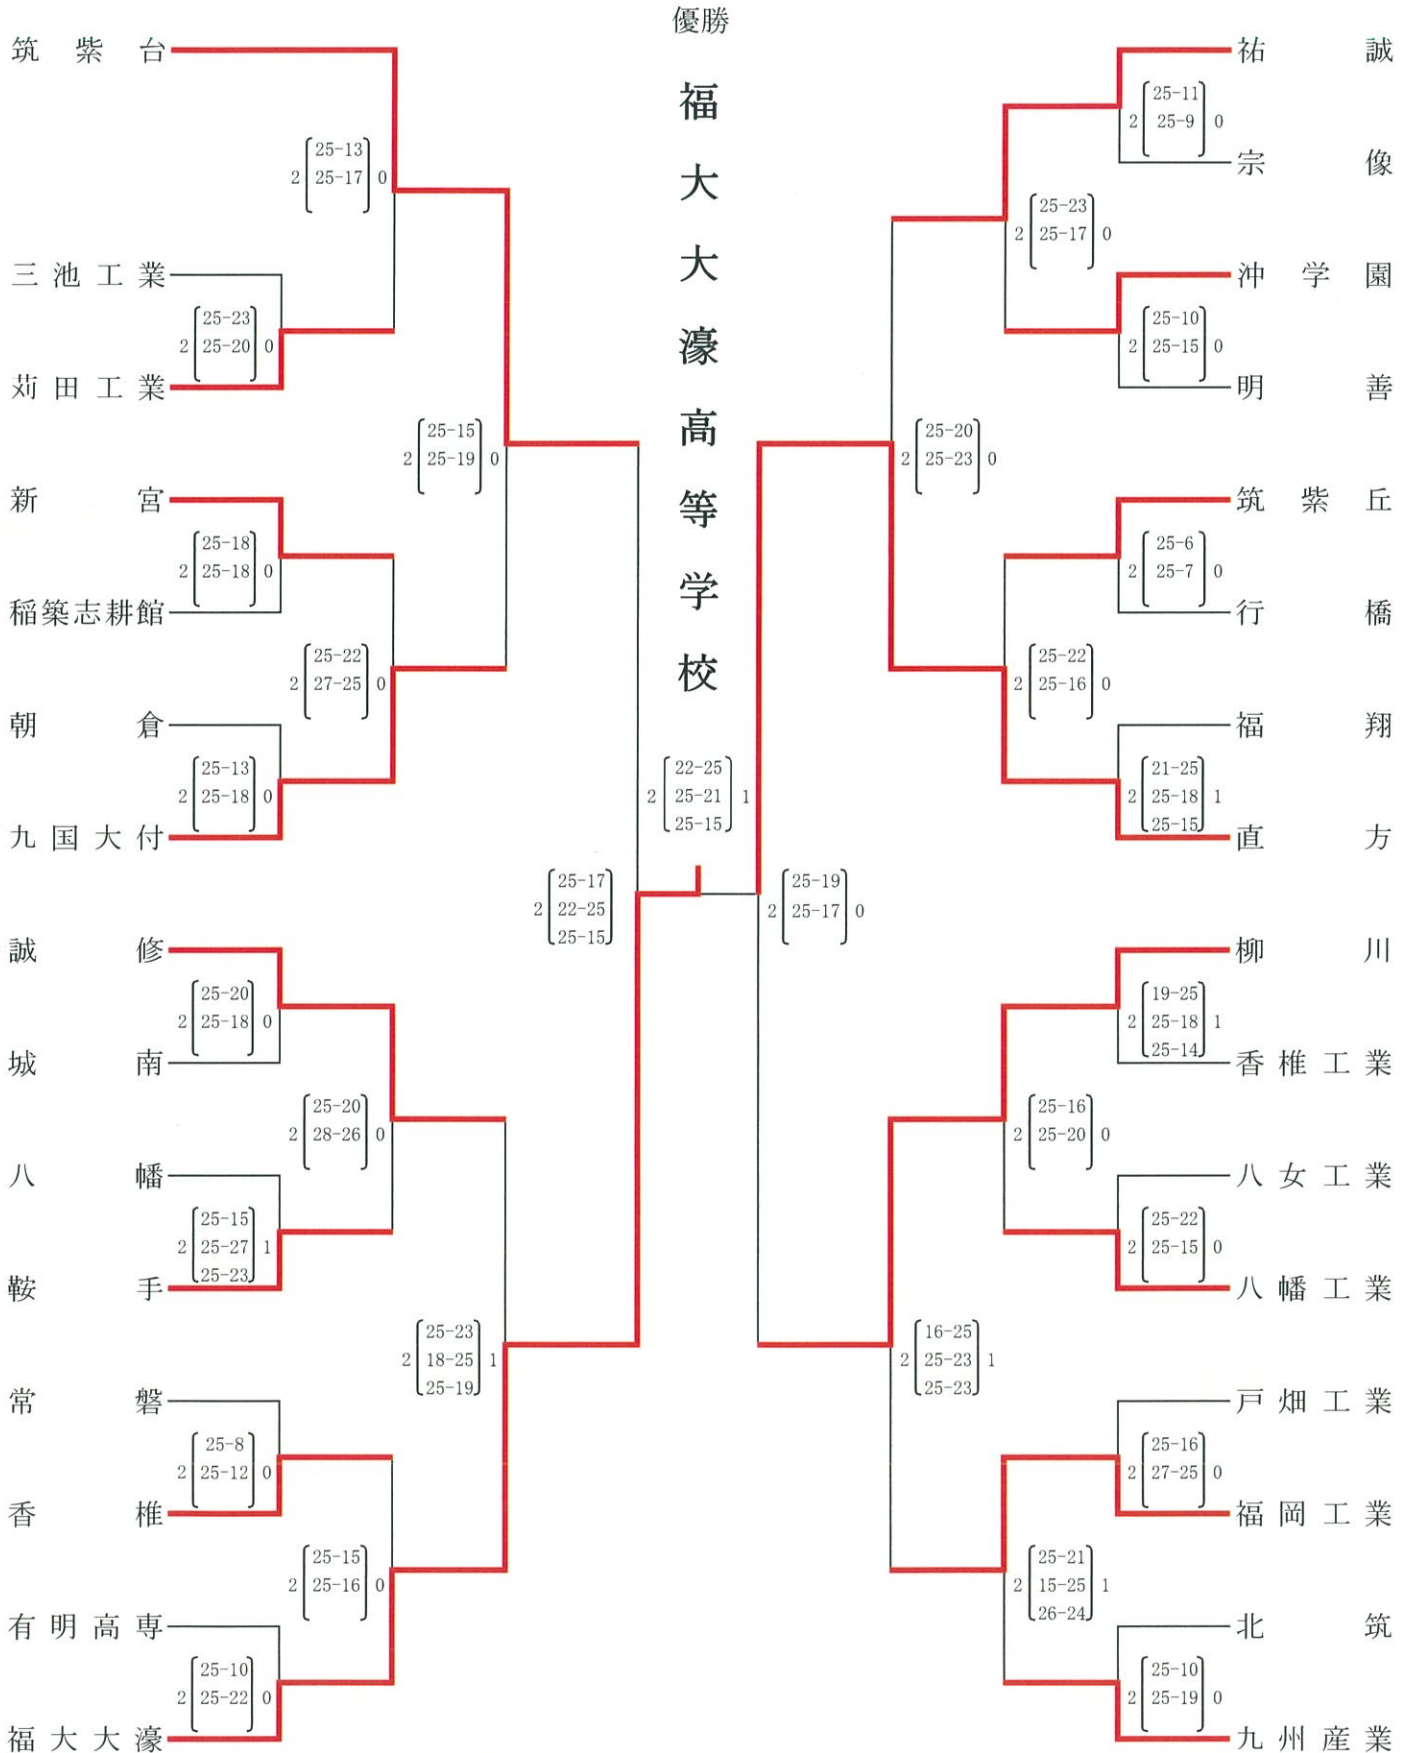 優勝
福大大濠高等学校
筑紫台
2 25-13 0
25-17
三池工業
2 25-23 0
25-20
苅田工業
2 25-15 0
25-19
新宮
2 25-18 0
25-18
稲築志耕館
2 25-22 0
27-25
朝倉
2 25-13 0
25-18
九国大付
2 25-17
22-25
25-15
誠修
2 25-20 0
25-18
城南
2 25-20 0
28-26
八幡
2 25-15 1
25-27
25-23
鞍手
2 25-23 1
18-25
25-19
常磐
2 25-8 0
25-12
香椎
2 25-15 0
25-16
有明高専
2 25-10 0
25-22
福大大濠
2 22-25 1
25-21
25-15
祐誠
2 25-11 0
25-9
宗像
2 25-23 0
25-17
沖学園
2 25-10 0
25-15
明善
2 25-20 0
25-23
筑紫丘
2 25-6 0
25-7
行橋
2 25-22 0
25-16
福翔
2 21-25 1
25-18
25-15
直方
2 25-19 0
25-17
柳川
2 19-25 1
25-18
25-14
香椎工業
2 25-16 0
25-20
八女工業
2 25-22 0
25-15
八幡工業
2 16-25 1
25-23
25-23
戸畑工業
2 25-16 0
27-25
福岡工業
2 25-21 1
15-25
26-24
北筑
2 25-10 0
25-19
九州産業